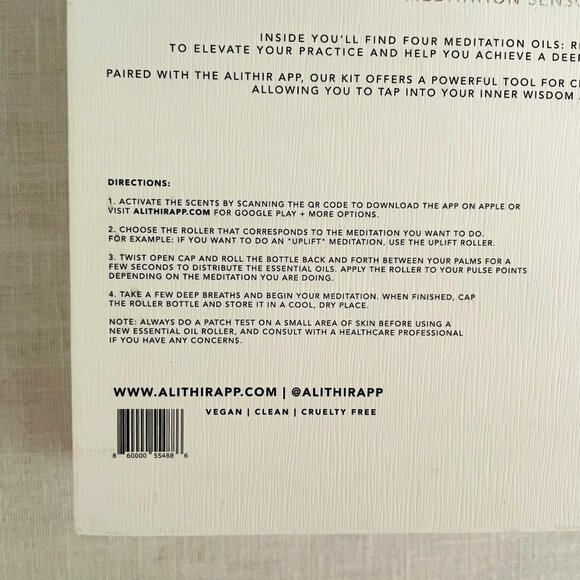 MEDITATION SENSO
INSIDE YOU'LL FIND FOUR MEDITATION OILS: RE
TO ELEVATE YOUR PRACTICE AND HELP YOU ACHIEVE A DEEP
PAIRED WITH THE ALITHIR APP, OUR KIT OFFERS A POWERFUL TOOL FOR CR
ALLOWING YOU TO TAP INTO YOUR INNER WISDOM A
DIRECTIONS:
1. ACTIVATE THE SCENTS BY SCANNING THE QR CODE TO DOWNLOAD THE APP ON APPLE OR
VISIT ALITHIRAPP.COM FOR GOOGLE PLAY + MORE OPTIONS.
2. CHOOSE THE ROLLER THAT CORRESPONDS TO THE MEDITATION YOU WANT TO DO.
FOR EXAMPLE: IF YOU WANT TO DO AN "UPLIFT" MEDITATION, USE THE UPLIFT ROLLER.
3. TWIST OPEN CAP AND ROLL THE BOTTLE BACK AND FORTH BETWEEN YOUR PALMS FOR A
FEW SECONDS TO DISTRIBUTE THE ESSENTIAL OILS. APPLY THE ROLLER TO YOUR PULSE POINTS
DEPENDING ON THE MEDITATION YOU ARE DOING.
4. TAKE A FEW DEEP BREATHS AND BEGIN YOUR MEDITATION. WHEN FINISHED, CAP
THE ROLLER BOTTLE AND STORE IT IN A COOL, DRY PLACE.
NOTE: ALWAYS DO A PATCH TEST ON A SMALL AREA OF SKIN BEFORE USING A
NEW ESSENTIAL OIL ROLLER, AND CONSULT WITH A HEALTHCARE PROFESSIONAL
IF YOU HAVE ANY CONCERNS.
WWW.ALITHIRAPP.COM | @ALITHIRAPP
VEGAN | CLEAN | CRUELTY FREE
8 60000 55488 6